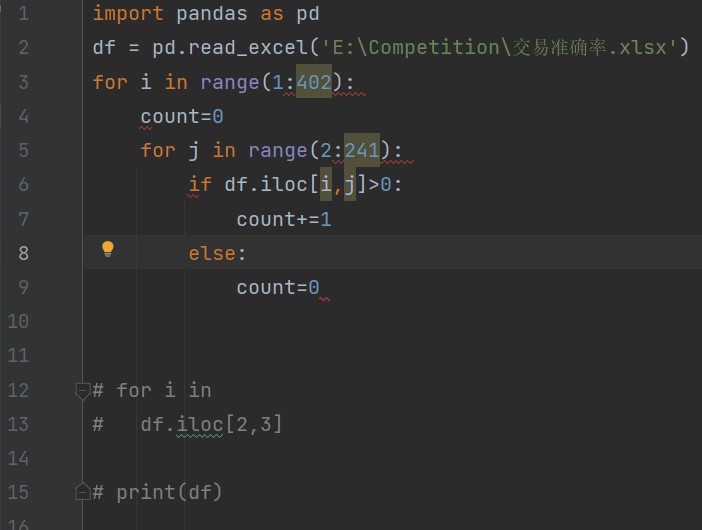 1 import pandas as pd
2 df = pd.read_excel('E:\Competition\交易准确率.xlsx')
3 for i in range(1:402):
4     count=0
5     for j in range(2:241):
6         if df.iloc[i,j]>0:
7             count+=1
8         else:
9             count=0
10
11
12 # for i in
13 #   df.iloc[2,3]
14
15 # print(df)
16